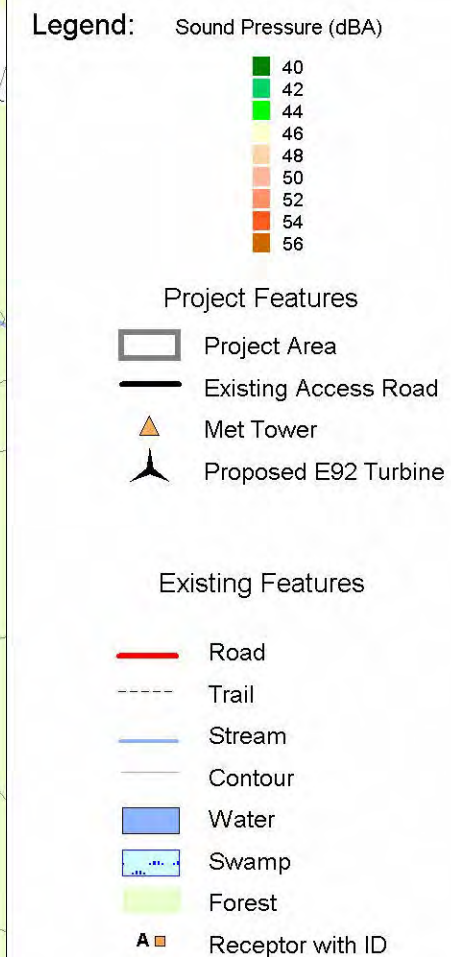 Legend: Sound Pressure (dBA)
40
42
44
46
48
50
52
54
56
Project Features
Project Area
Existing Access Road
Met Tower
Proposed E92 Turbine
Existing Features
Road
Trail
Stream
Contour
Water
Swamp
Forest
A Receptor with ID